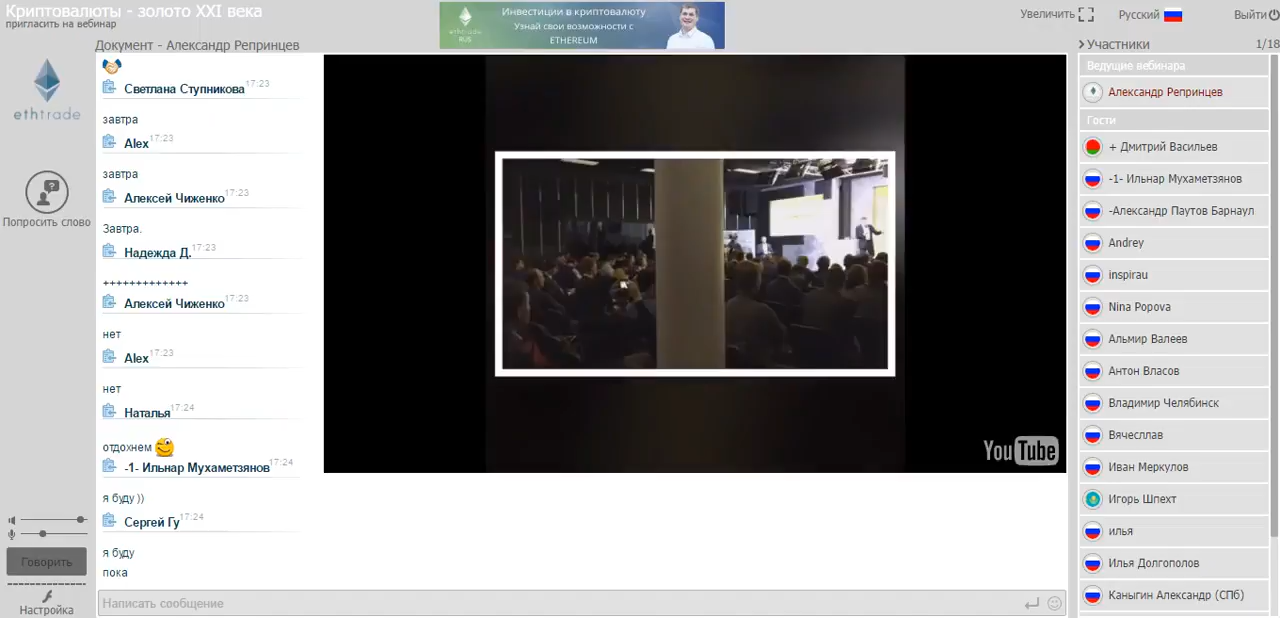 Криптовалюты - золото XXI века
пригласить на вебинар
ethtrade
RUS
Инвестиции в криптовалюту
Узнай свои возможности с
ETHEREUM
Увеличить
Русский
Выйти
Документ - Александр Репринцев
Участники
1/18
ethtrade
Попросить слово
Говорить
Настройка
Светлана Ступникова 17:23
завтра
Alex 17:23
завтра
Алексей Чиженко 17:23
Завтра.
Надежда Д. 17:23
+++++++++++++
Алексей Чиженко 17:23
нет
Alex 17:23
нет
Наталья 17:24
отдохнем
-1- Ильнар Мухаметзянов 17:24
я буду ))
Сергей Гу 17:24
я буду
пока
Написать сообщение
YouTube
Ведущие вебинара
Александр Репринцев
Гости
+ Дмитрий Васильев
-1- Ильнар Мухаметзянов
-Александр Паутов Барнаул
Andrey
inspirau
Nina Popova
Альмир Валеев
Антон Власов
Владимир Челябинск
Вячесллав
Иван Меркулов
Игорь Шпехт
илья
Илья Долгополов
Каныгин Александр (СПб)